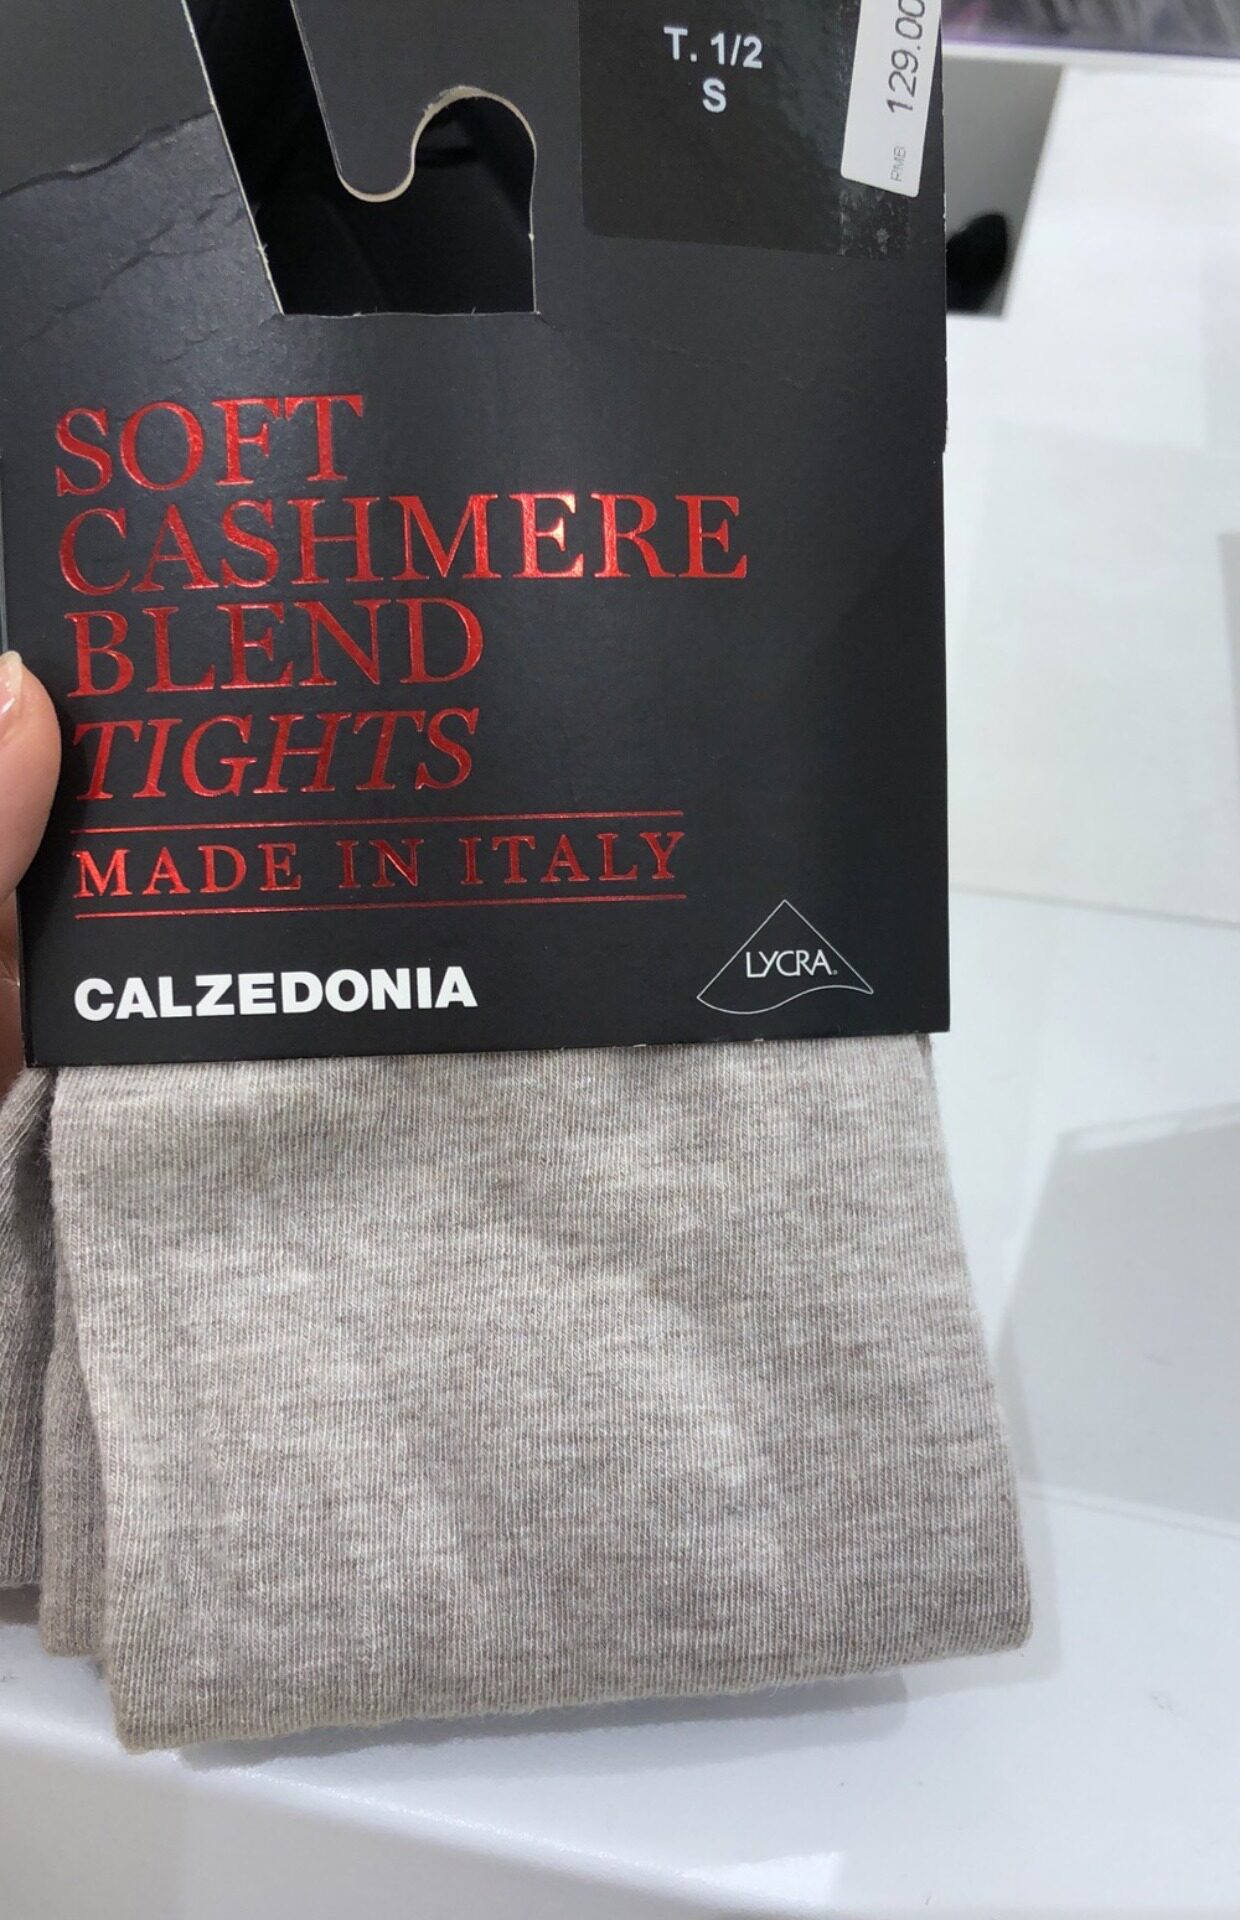 T. 1/2
S
RMB 129.00
SOFT
CASHMERE
BLEND
TIGHTS
MADE IN ITALY
CALZEDONIA
LYCRA®